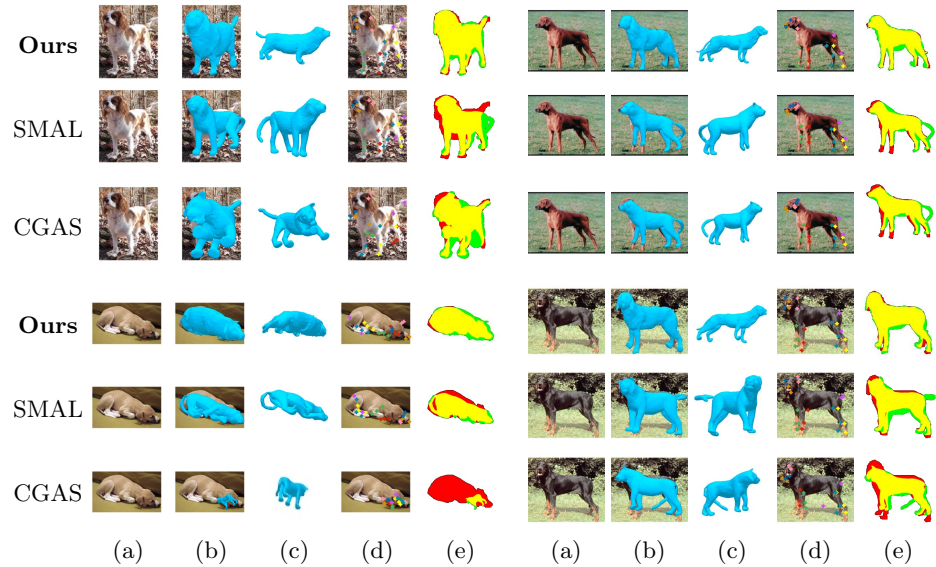 Ours
SMAL
CGAS
Ours
SMAL
CGAS
(a) (b) (c) (d) (e) (a) (b) (c) (d) (e)